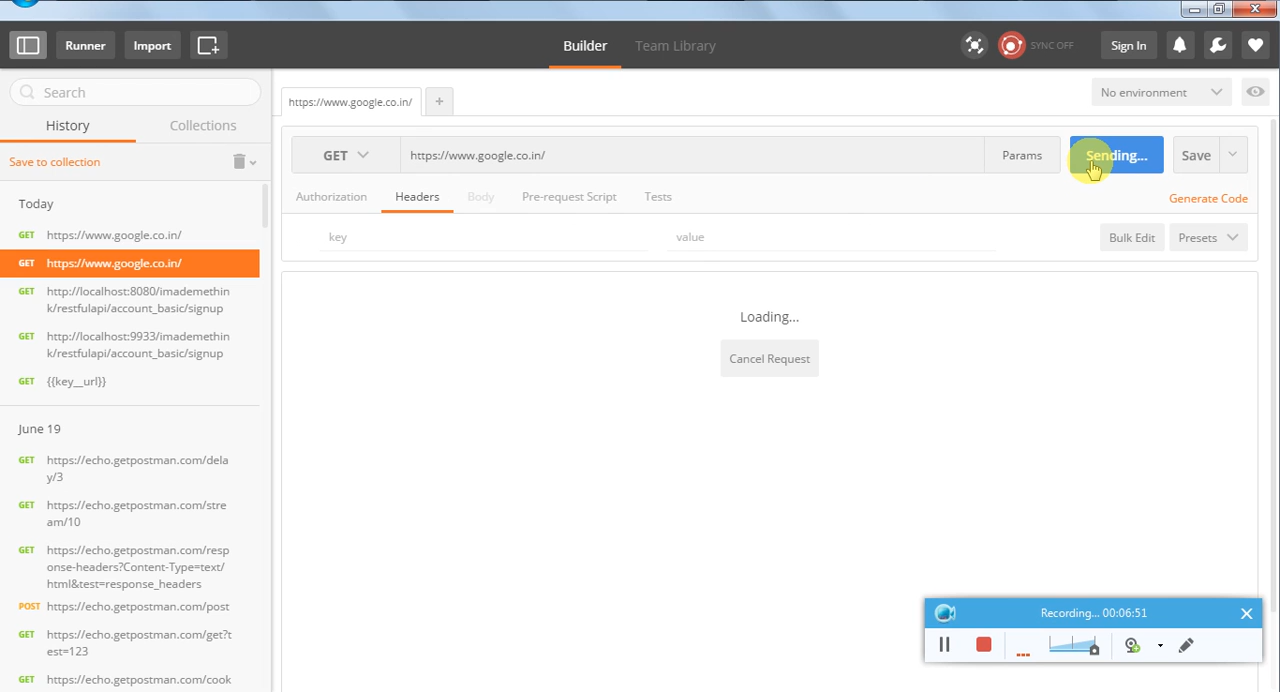 Runner
Import
Builder
Team Library
SYNC OFF
Sign In
Search
History
Collections
Save to collection
Today
GET https://www.google.co.in/
GET https://www.google.co.in/
GET http://localhost:8080/imademethin
k/restfulapi/account_basic/signup
GET http://localhost:9933/imademethin
k/restfulapi/account_basic/signup
GET {{key__url}}
June 19
GET https://echo.getpostman.com/dela
y/3
GET https://echo.getpostman.com/stre
am/10
GET https://echo.getpostman.com/resp
onse-headers?Content-Type=text/
html&test=response_headers
POST https://echo.getpostman.com/post
GET https://echo.getpostman.com/get?t
est=123
GET https://echo.getpostman.com/cook
https://www.google.co.in/
+
No environment
GET
https://www.google.co.in/
Params
Sending...
Save
Authorization
Headers
Body
Pre-request Script
Tests
Generate Code
key
value
Bulk Edit
Presets
Loading...
Cancel Request
Recording... 00:06:51